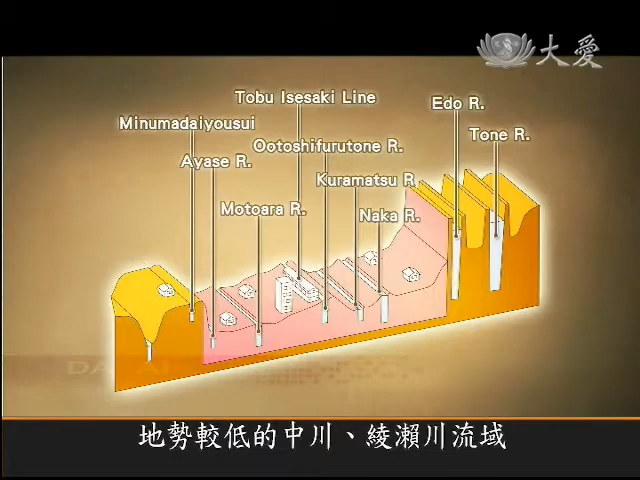 大愛
Tobu Isesaki Line
Edo R.
Minumadaiyousui
Tone R.
Ootoshifurutone R.
Ayase R.
Kuramatsu R
Motoara R.
Naka R.
地勢較低的中川、綾瀨川流域